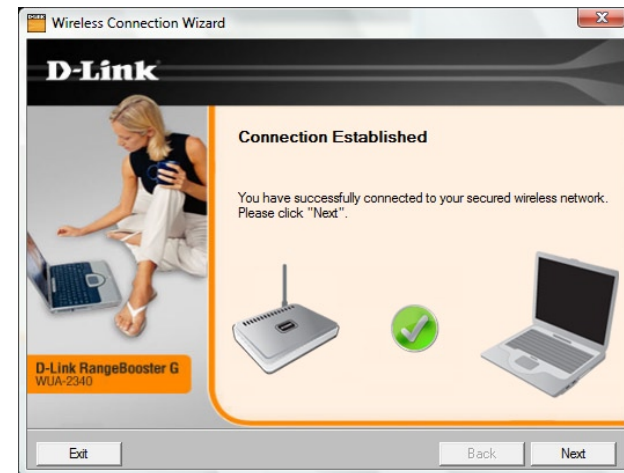 Wireless Connection Wizard
D-Link
Connection Established
You have successfully connected to your secured wireless network.
Please click "Next".
D-Link RangeBooster G
WUA-2340
Exit
Back
Next